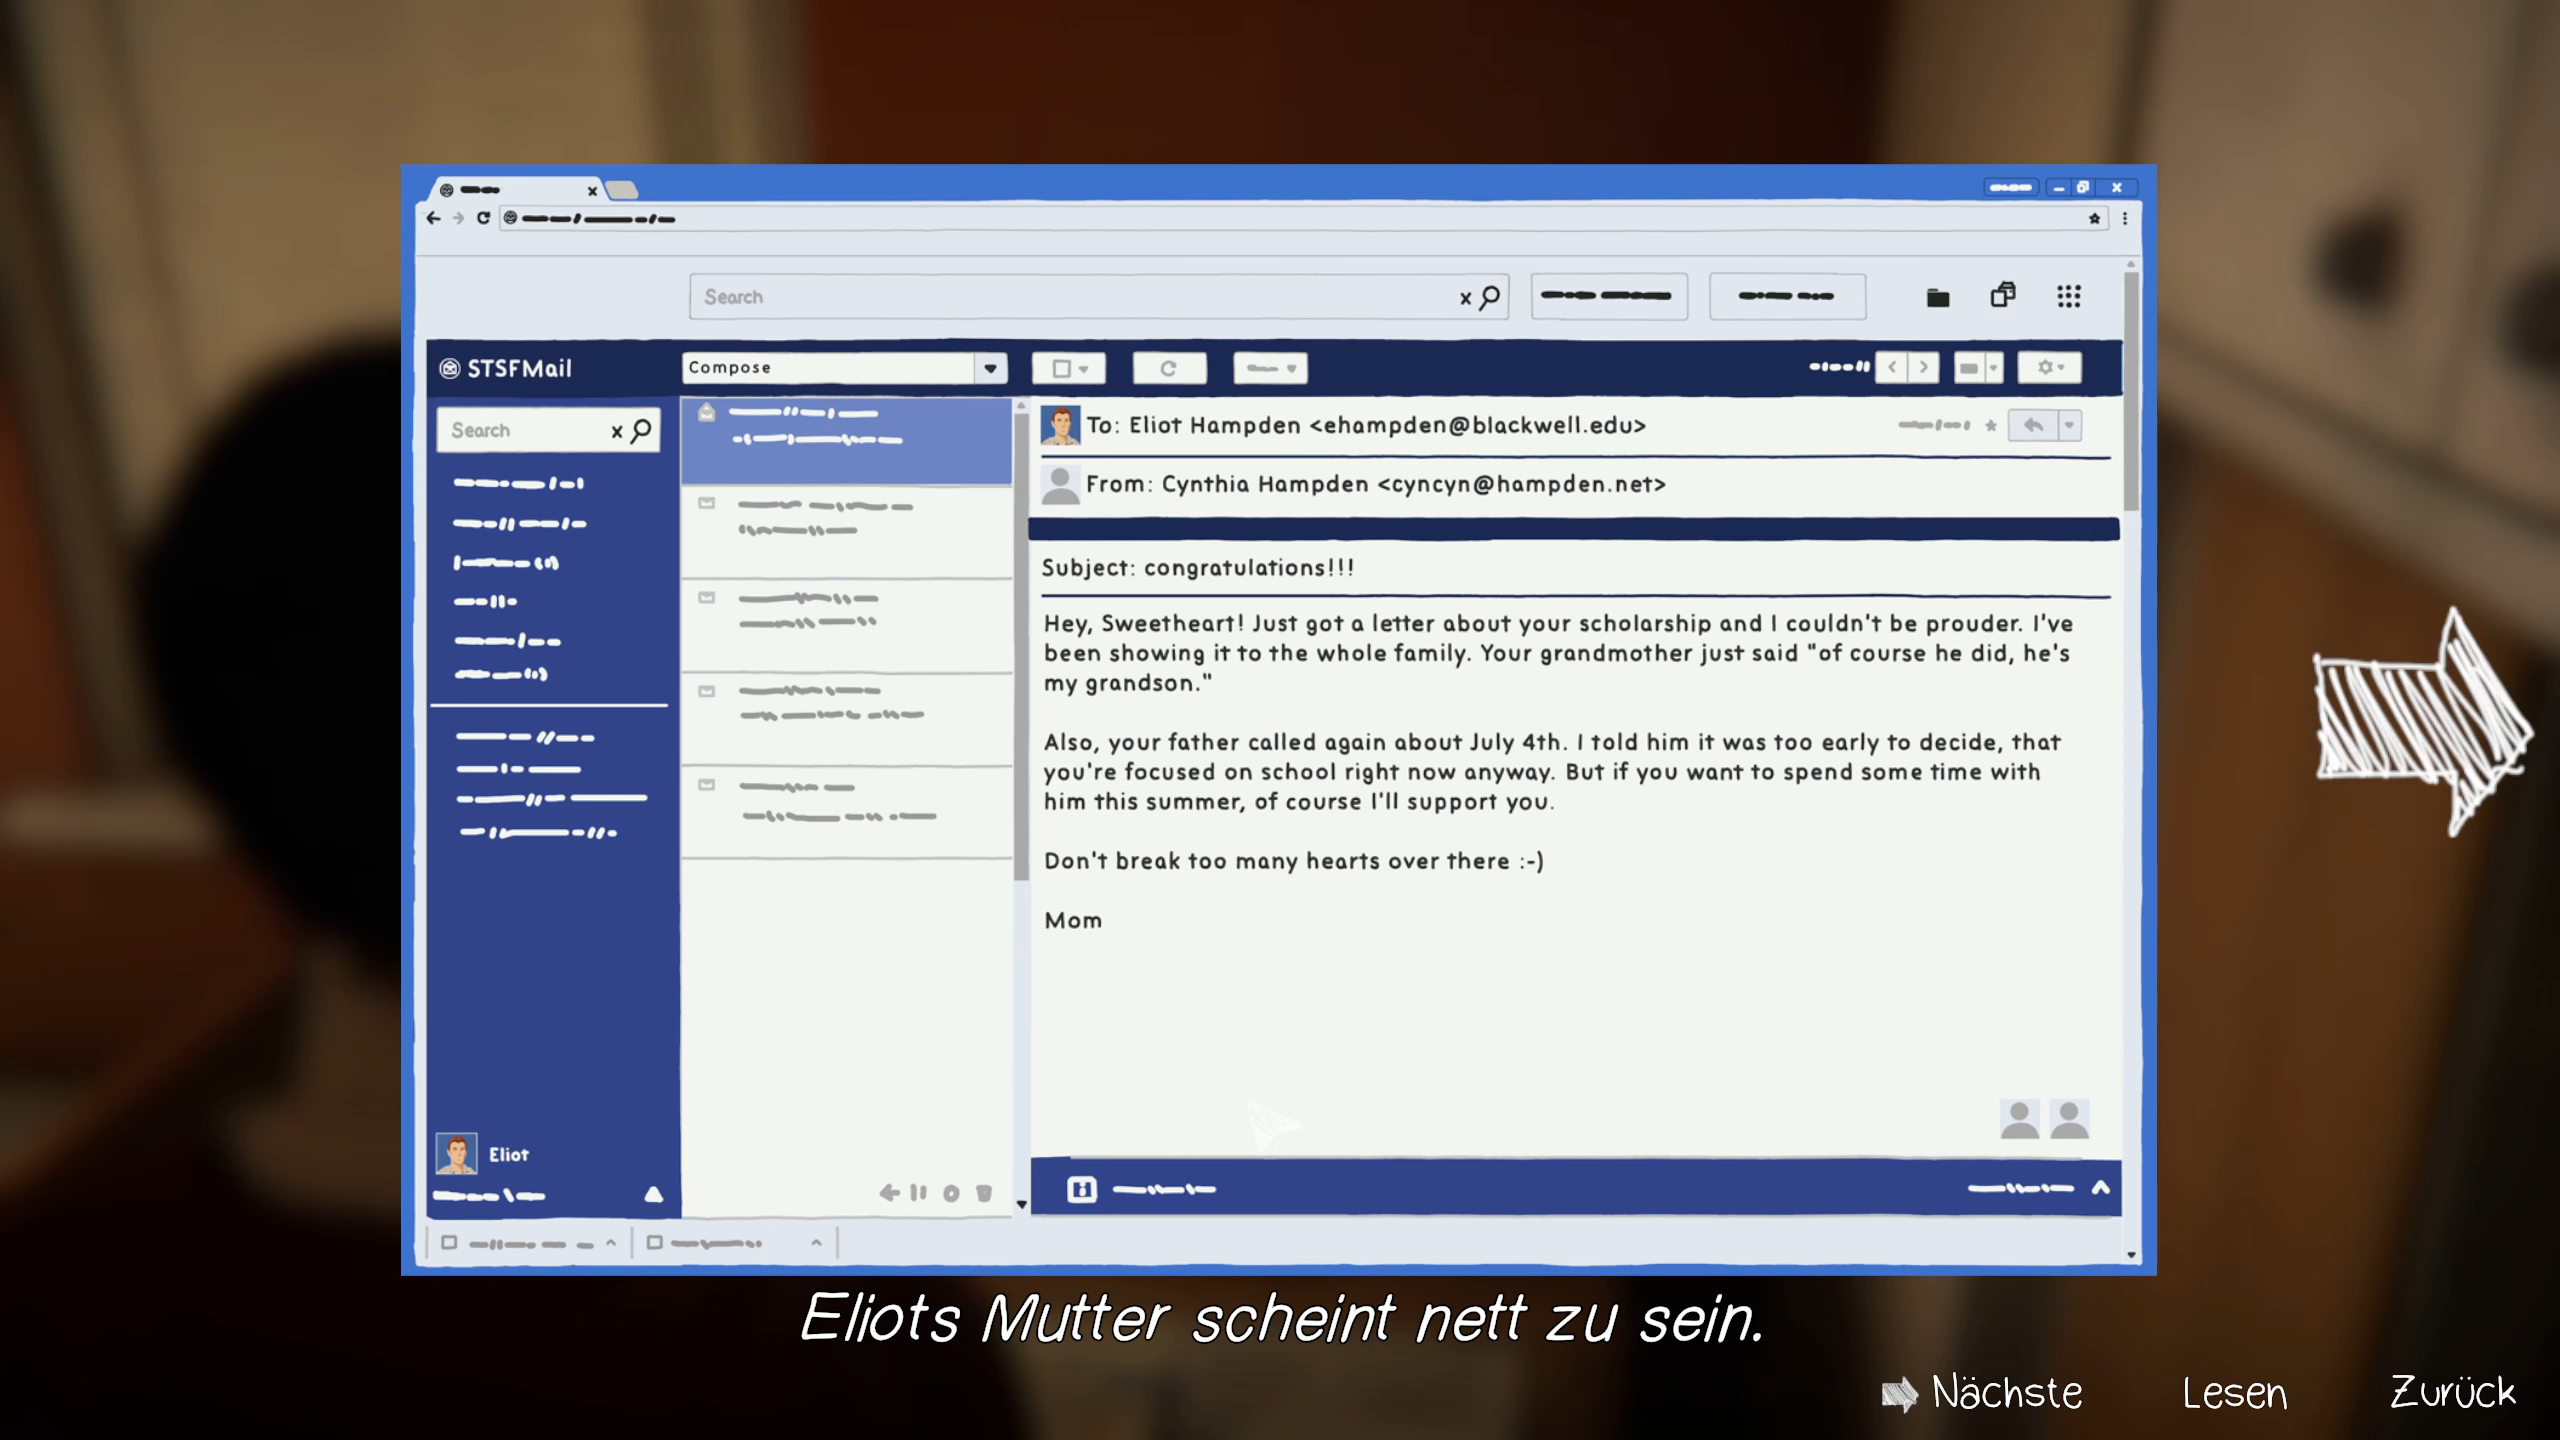 Search
STSFMail
Compose
Search
To: Eliot Hampden <ehampden@blackwell.edu>
From: Cynthia Hampden <cyncyn@hampden.net>
Subject: congratulations!!!
Hey, Sweetheart! Just got a letter about your scholarship and I couldn't be prouder. I've
been showing it to the whole family. Your grandmother just said "of course he did, he's
my grandson."
Also, your father called again about July 4th. I told him it was too early to decide, that
you're focused on school right now anyway. But if you want to spend some time with
him this summer, of course I'll support you.
Don't break too many hearts over there :-)
Mom
Eliot
Eliots Mutter scheint nett zu sein.
Nächste
Lesen
Zurück